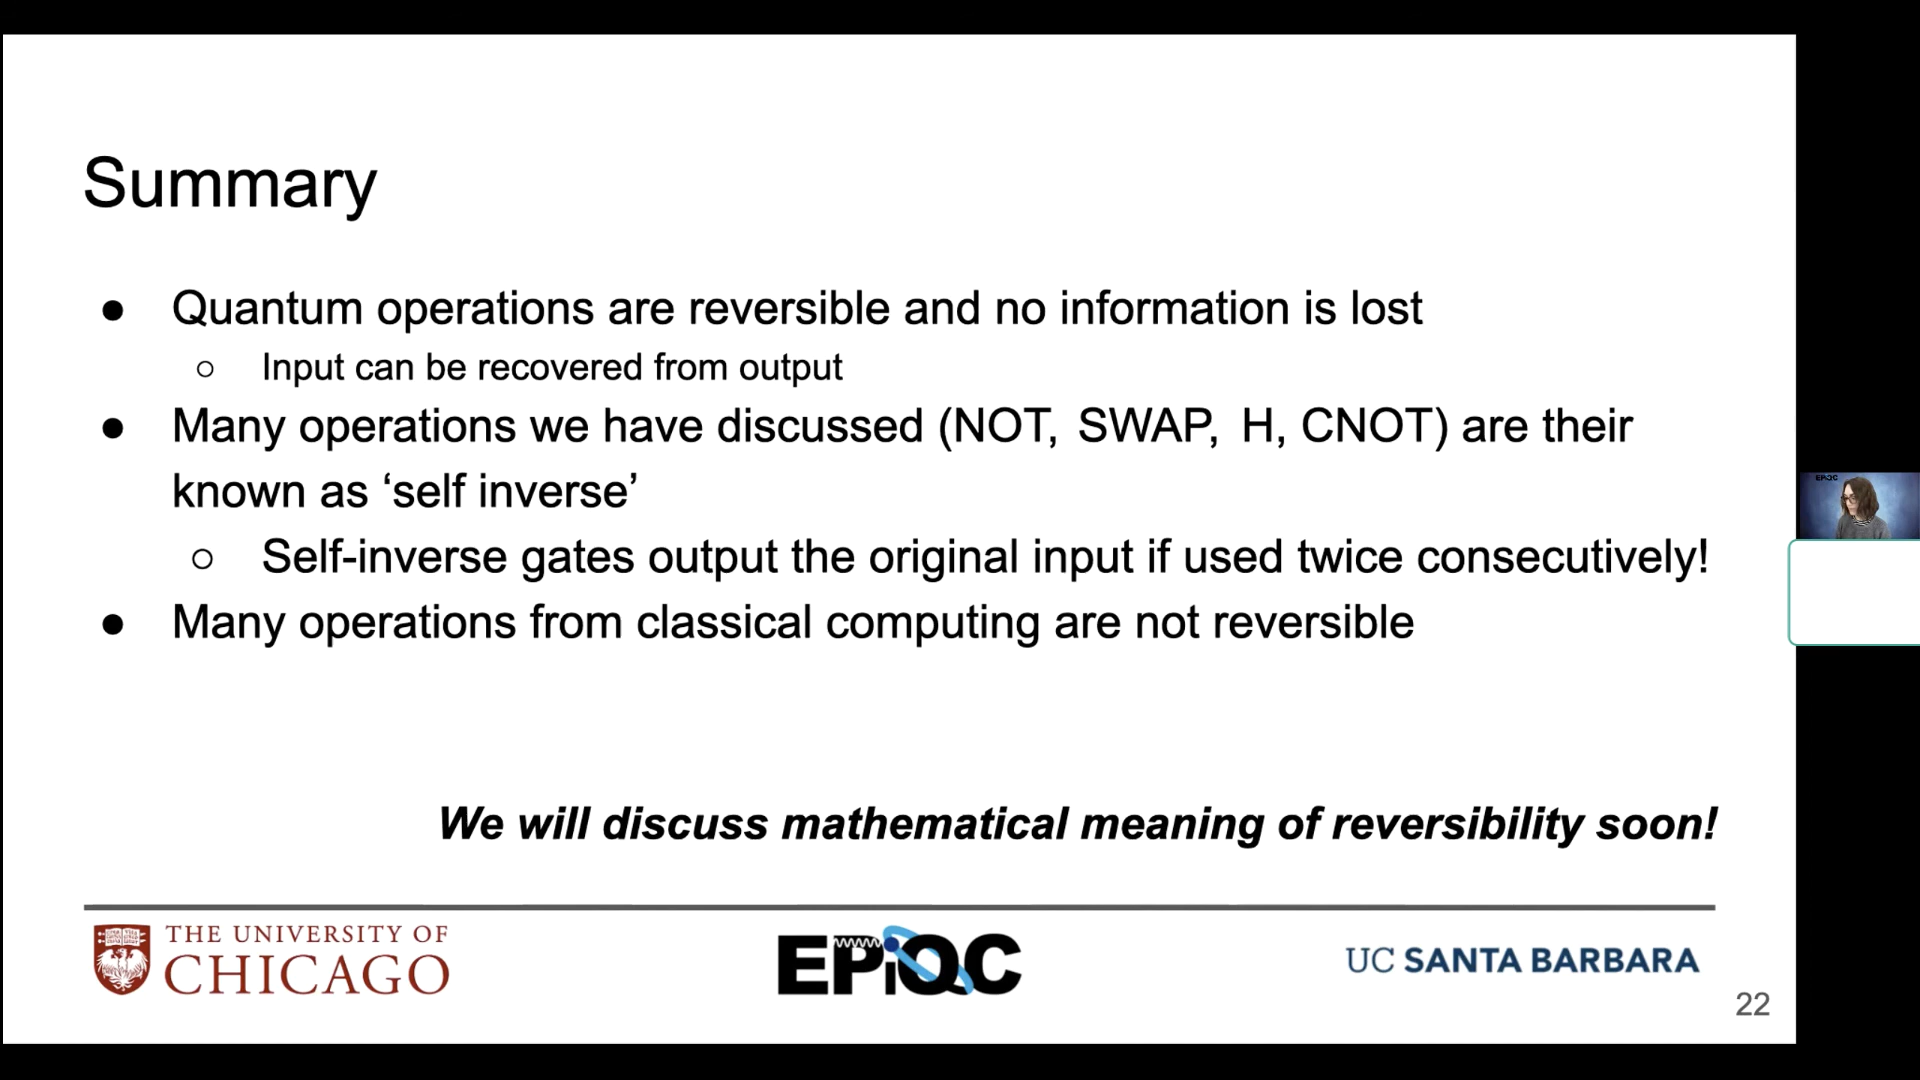 Summary
● Quantum operations are reversible and no information is lost
○ Input can be recovered from output
● Many operations we have discussed (NOT, SWAP, H, CNOT) are their
known as ‘self inverse’
○ Self-inverse gates output the original input if used twice consecutively!
● Many operations from classical computing are not reversible
EPiQC
We will discuss mathematical meaning of reversibility soon!
THE UNIVERSITY OF
CHICAGO
EPiQC
UC SANTA BARBARA
22